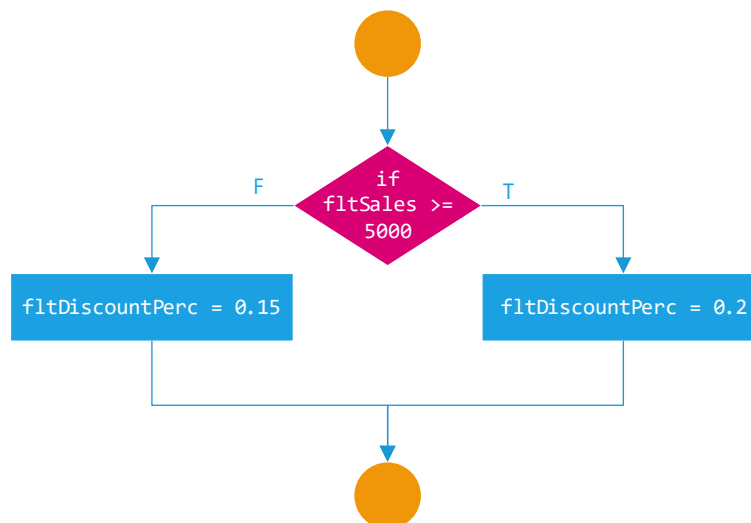 if
fltSales >=
5000
F
T
fltDiscountPerc = 0.15
fltDiscountPerc = 0.2